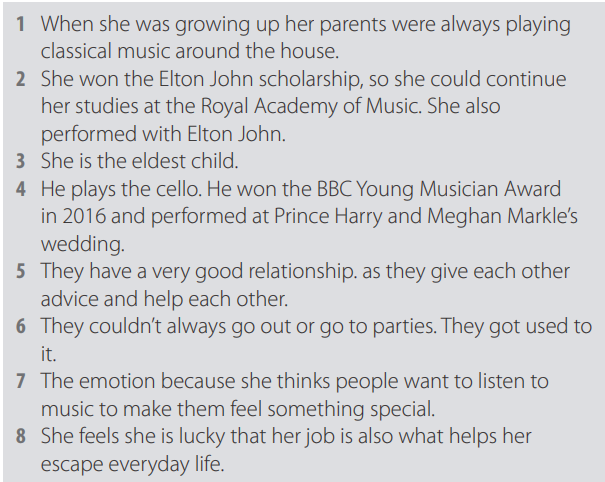 1 When she was growing up her parents were always playing
classical music around the house.
2 She won the Elton John scholarship, so she could continue
her studies at the Royal Academy of Music. She also
performed with Elton John.
3 She is the eldest child.
4 He plays the cello. He won the BBC Young Musician Award
in 2016 and performed at Prince Harry and Meghan Markle’s
wedding.
5 They have a very good relationship. as they give each other
advice and help each other.
6 They couldn’t always go out or go to parties. They got used to
it.
7 The emotion because she thinks people want to listen to
music to make them feel something special.
8 She feels she is lucky that her job is also what helps her
escape everyday life.